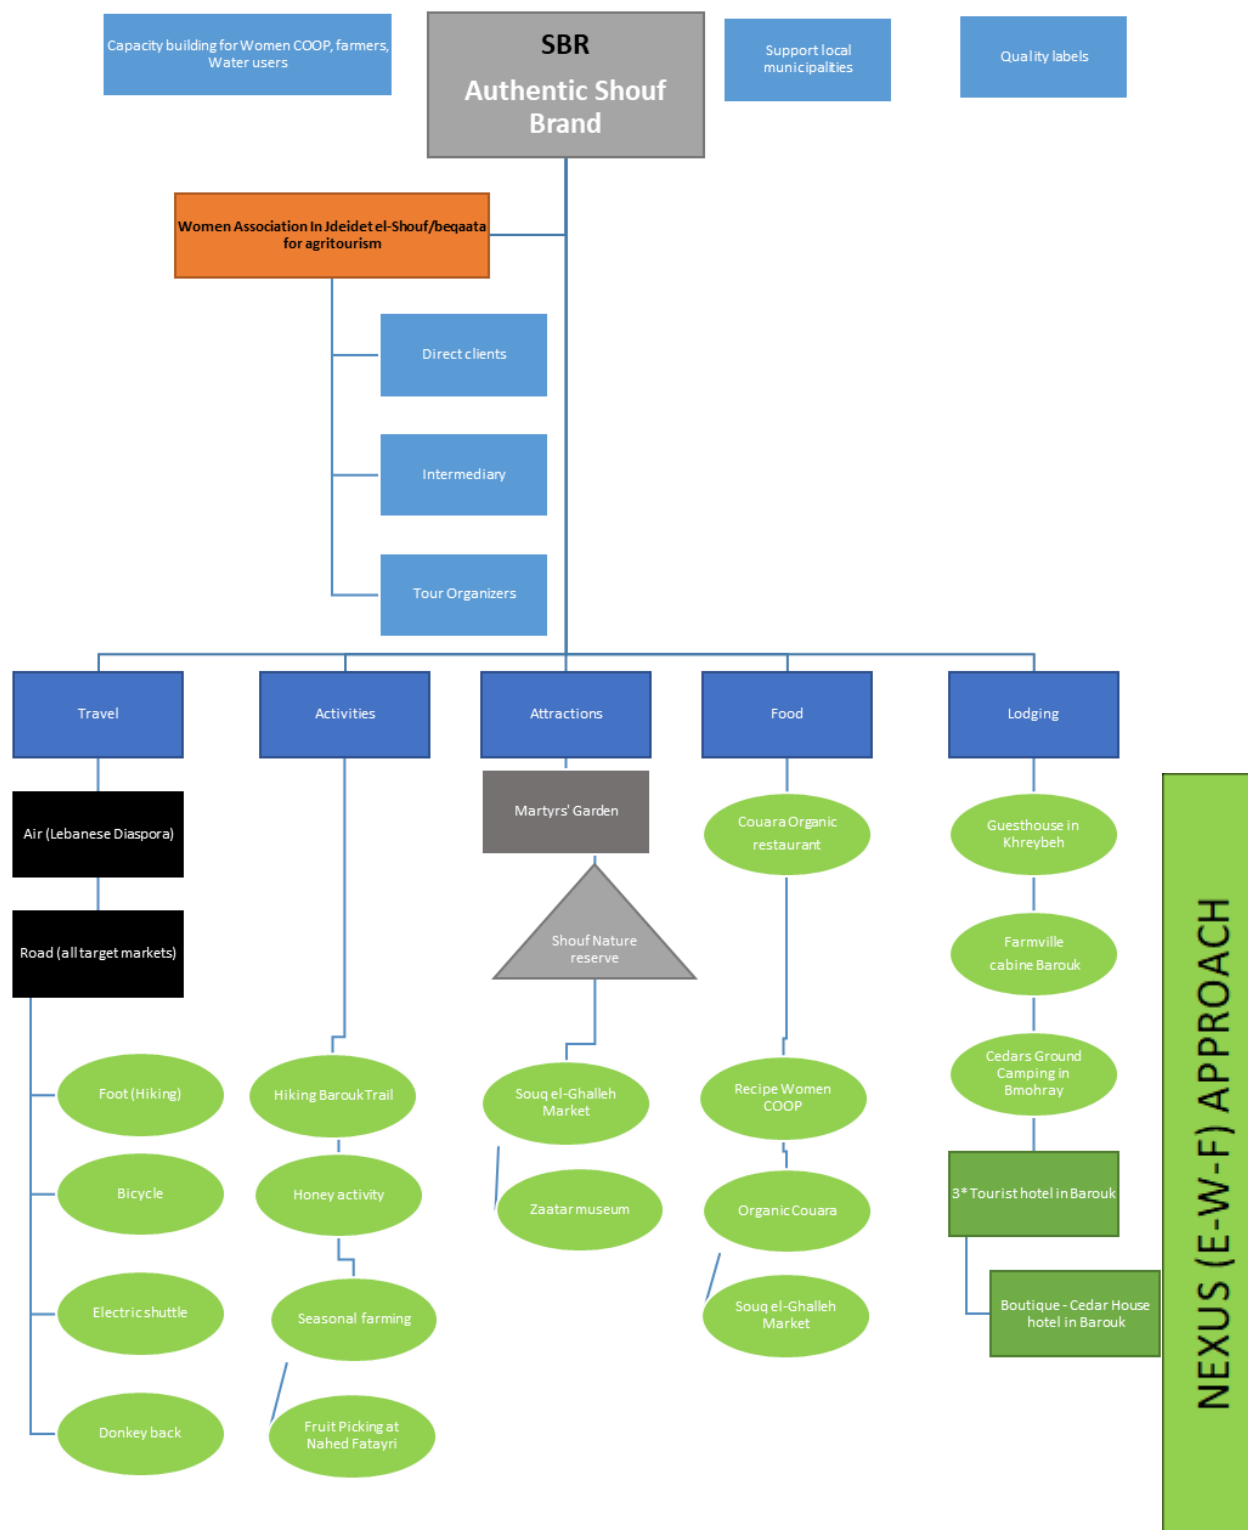 Capacity building for Women COOP, farmers,
Water users
SBR
Authentic Shouf
Brand
Support local
municipalities
Quality labels
Women Association In Jdeidet el-Shouf/beqaata
for agritourism
Direct clients
Intermediary
Tour Organizers
Travel
Activities
Attractions
Food
Lodging
Air (Lebanese Diaspora)
Road (all target markets)
Foot (Hiking)
Bicycle
Electric shuttle
Donkey back
Hiking Barouk Trail
Honey activity
Seasonal farming
Fruit Picking at
Nahed Fatayri
Martyrs' Garden
Shouf Nature
reserve
Souq el-Ghalleh
Market
Zaatar museum
Couara Organic
restaurant
Recipe Women
COOP
Organic Couara
Souq el-Ghalleh
Market
Guesthouse in
Khreybeh
Farmville
cabine Barouk
Cedars Ground
Camping in
Bmohray
3* Tourist hotel in Barouk
Boutique - Cedar House
hotel in Barouk
NEXUS (E-W-F) APPROACH